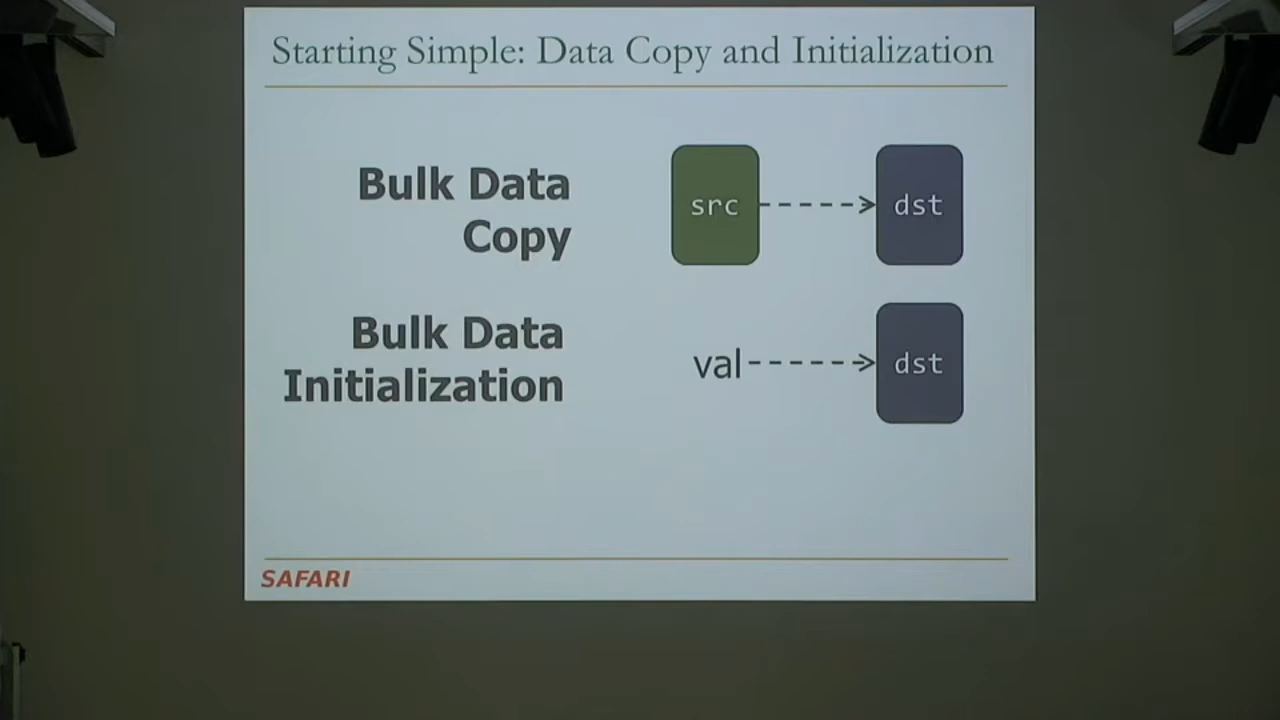 Starting Simple: Data Copy and Initialization
Bulk Data
Copy
src
dst
Bulk Data
Initialization
val
dst
SAFARI